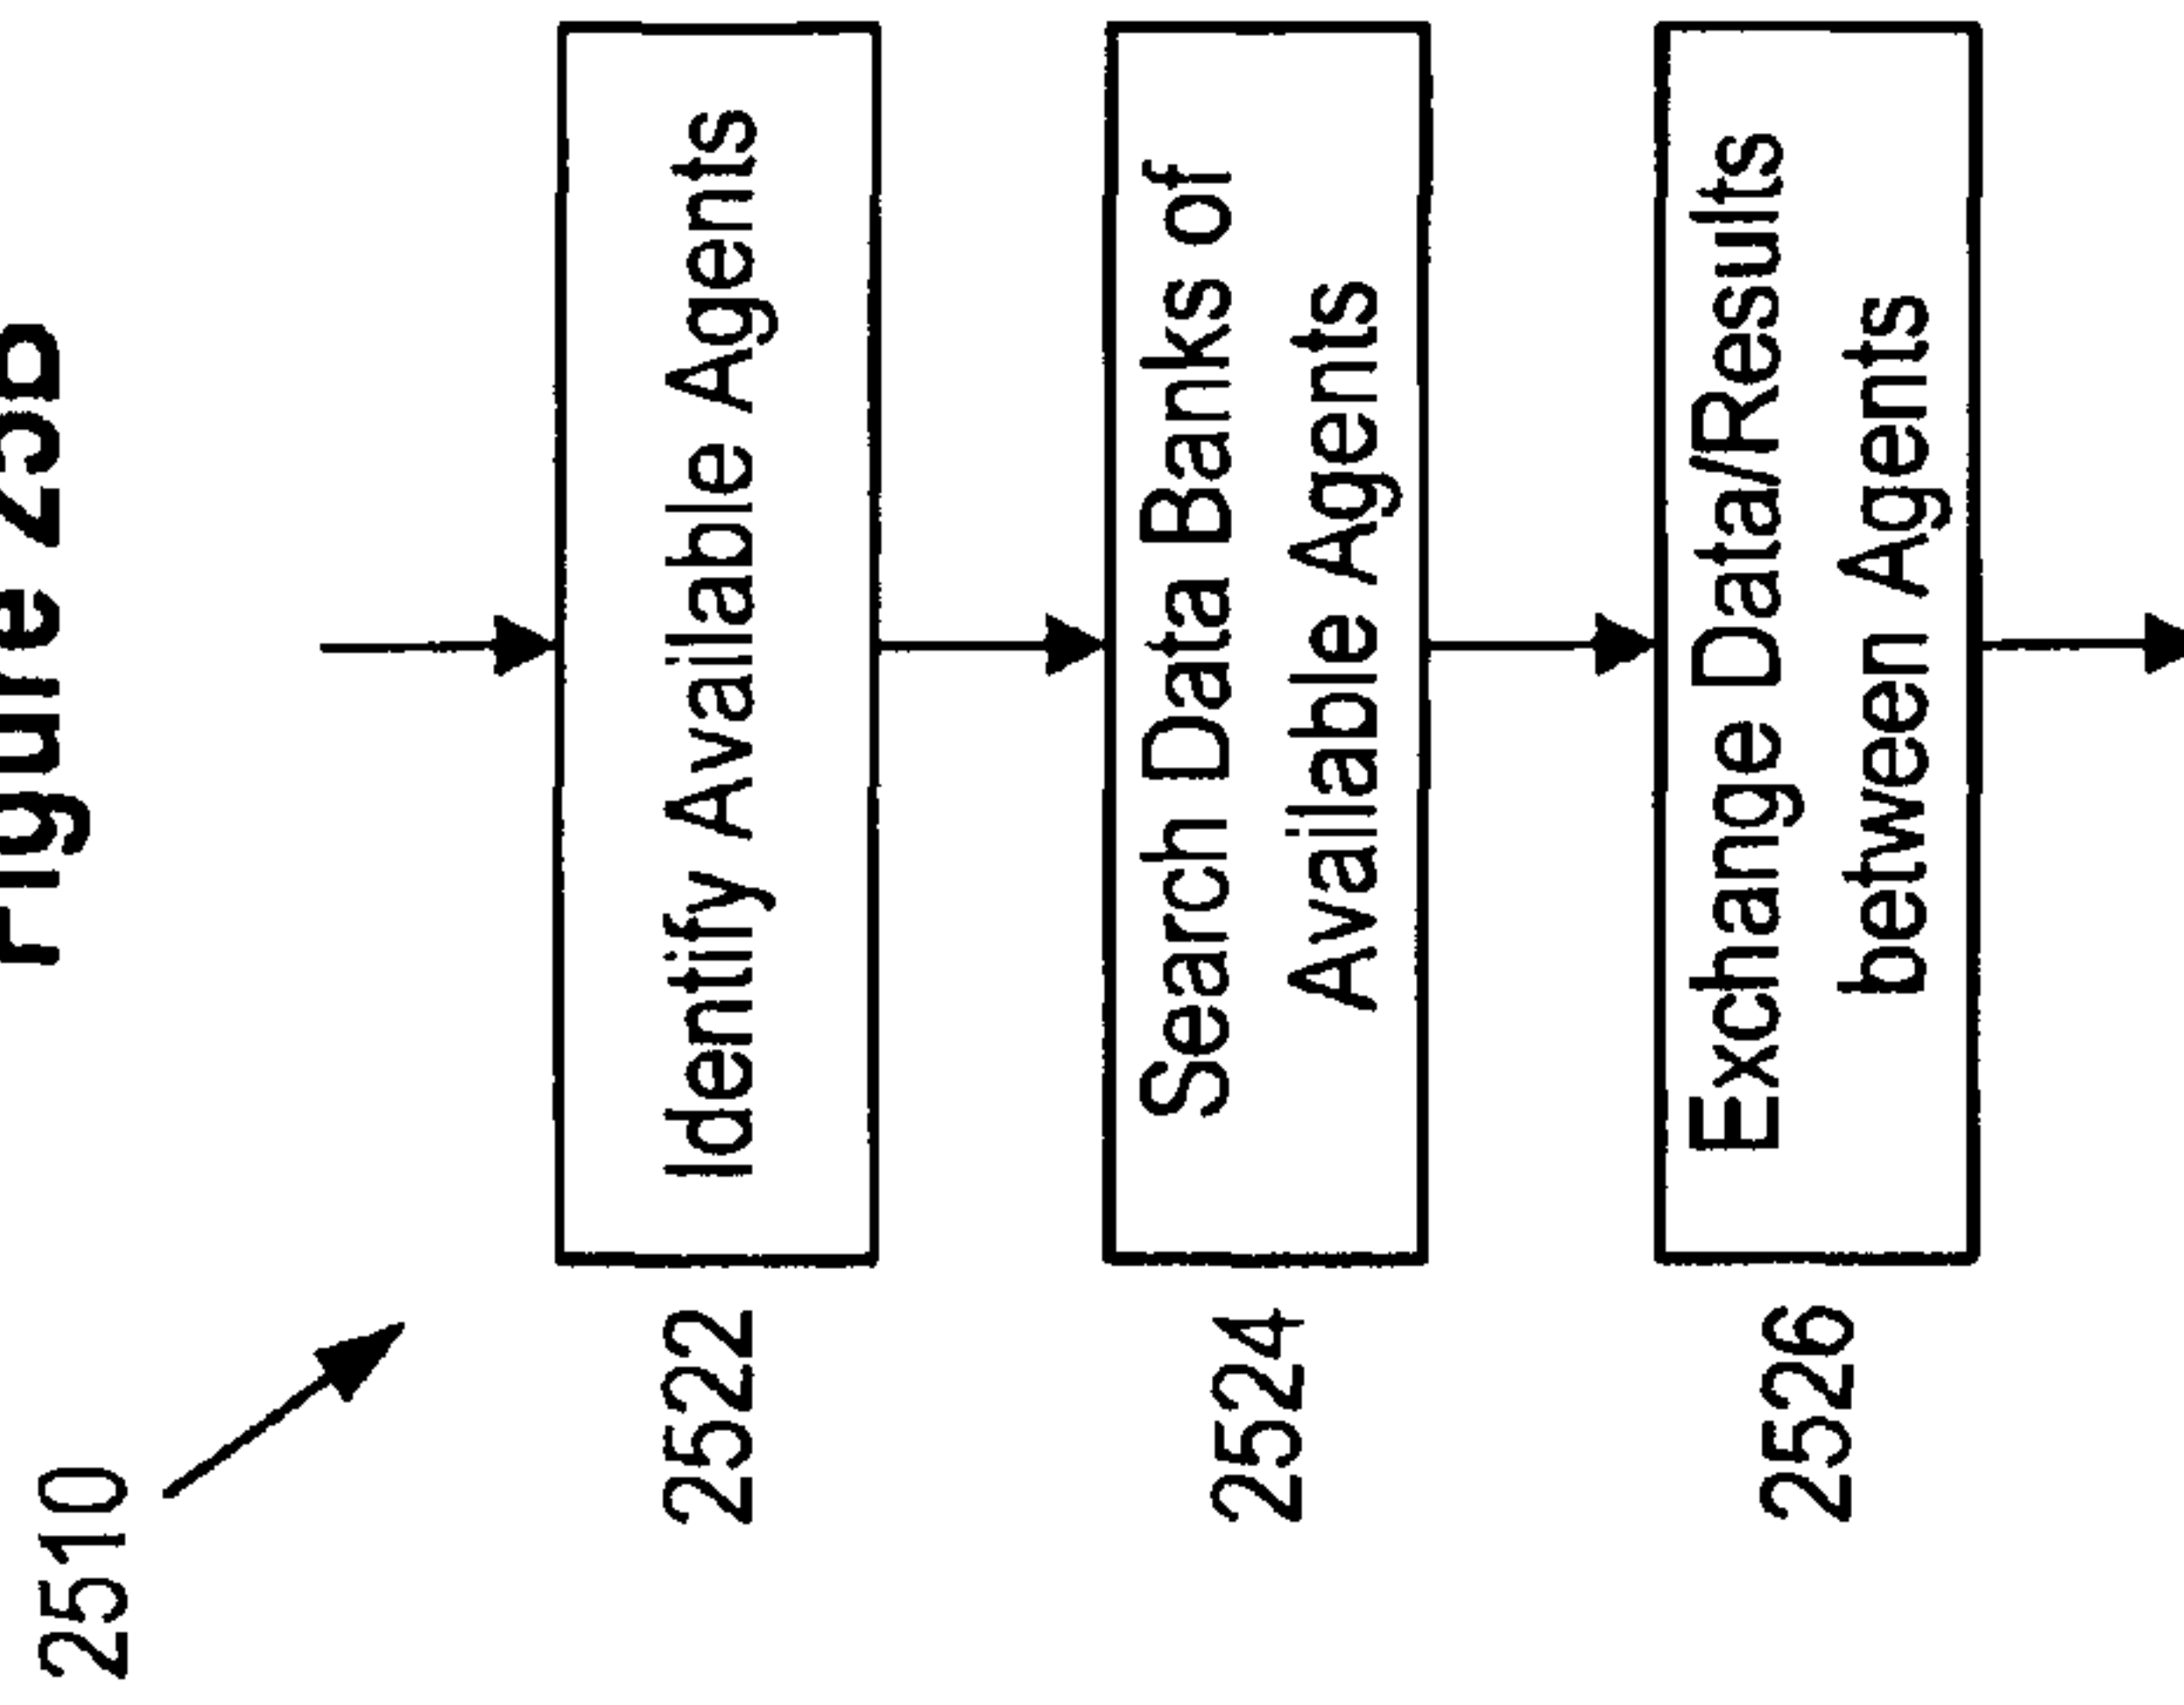 Figure 25B
2510
2522
Identify Available Agents
2524
Search Data Banks of
Available Agents
2526
Exchange Data/Results
between Agents